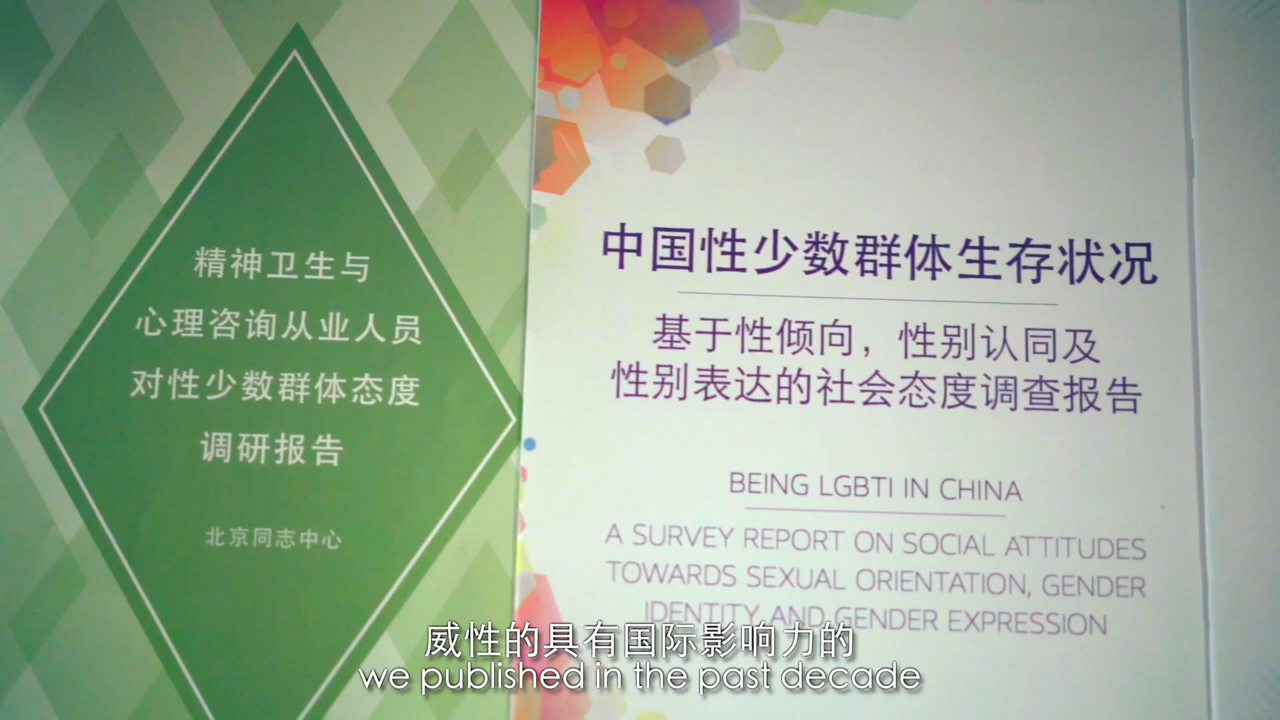 精神卫生与
心理咨询从业人员
对性少数群体态度
调研报告
北京同志中心
中国性少数群体生存状况
基于性倾向，性别认同及
性别表达的社会态度调查报告
BEING LGBTI IN CHINA
A SURVEY REPORT ON SOCIAL ATTITUDES
TOWARDS SEXUAL ORIENTATION, GENDER
IDENTITY AND GENDER EXPRESSION
威性的具有国际影响力的
we published in the past decade